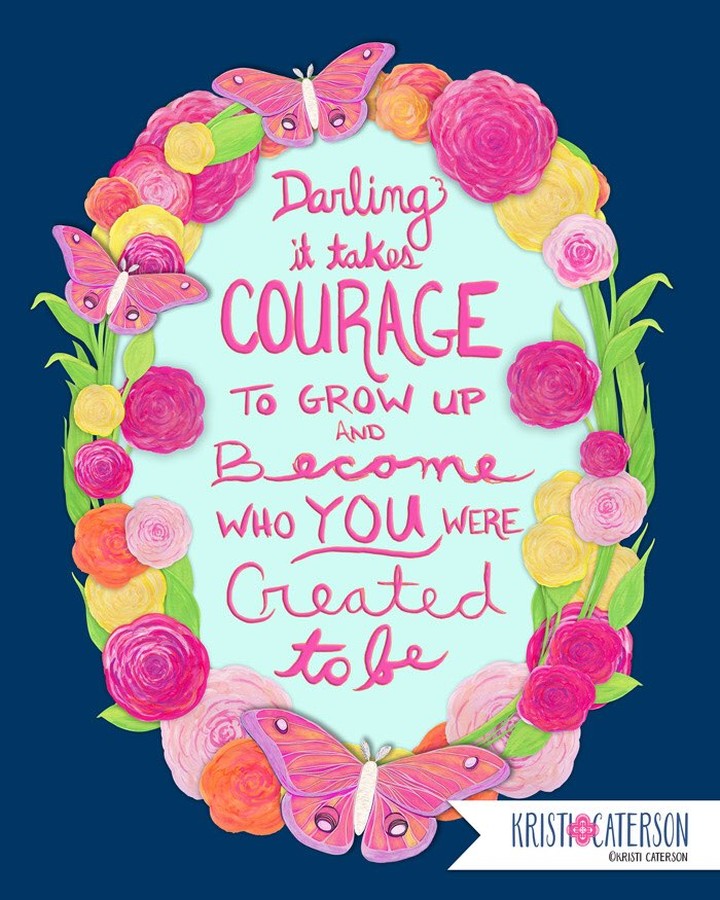 Darling
it takes
COURAGE
TO GROW UP
AND
Become
WHO YOU WERE
Created
to be
KRISTI CATERSON
©KRISTI CATERSON